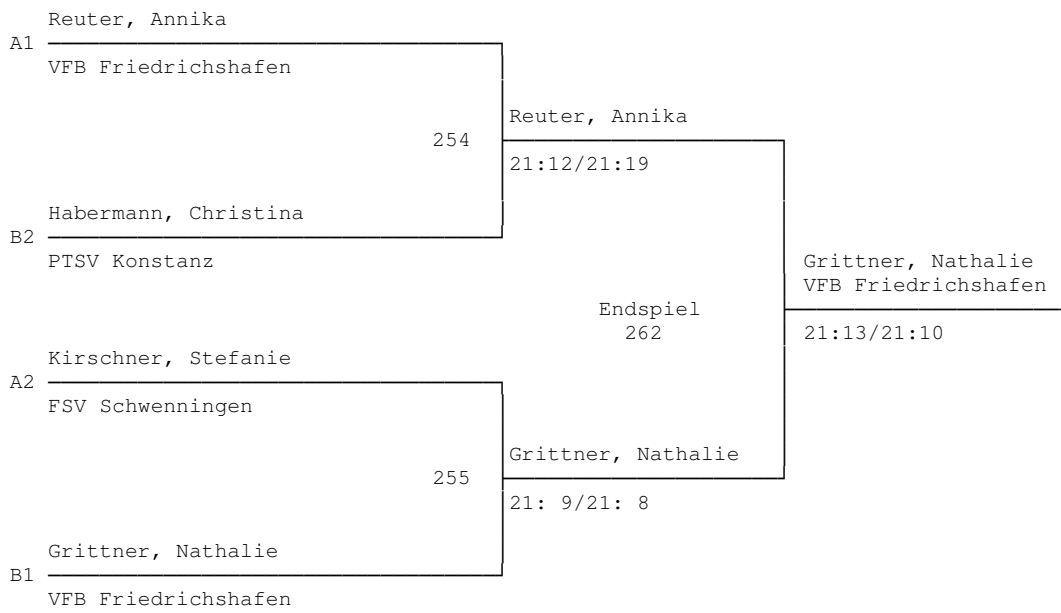 Reuter, Annika
A1
VFB Friedrichshafen
Reuter, Annika
254
21:12/21:19
Habermann, Christina
B2
PTSV Konstanz
Grittner, Nathalie
VFB Friedrichshafen
Endspiel
262
21:13/21:10
Kirschner, Stefanie
A2
FSV Schwenningen
Grittner, Nathalie
255
21: 9/21: 8
Grittner, Nathalie
B1
VFB Friedrichshafen